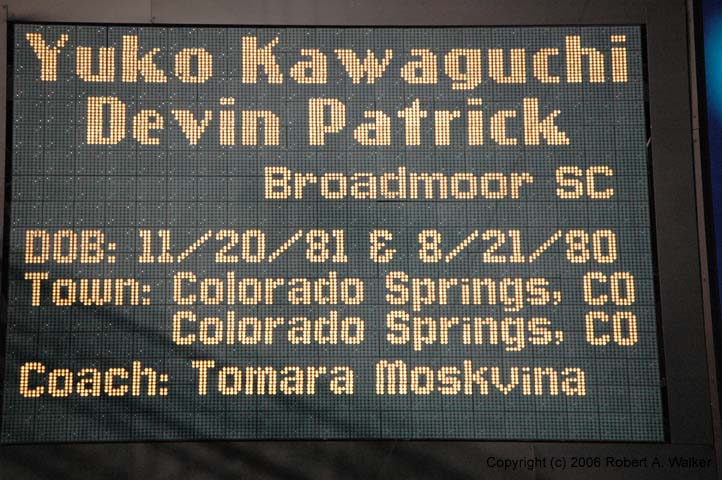 Yuko Kawaguchi
Devin Patrick
Broadmoor SC
DOB: 11/20/81 & 8/21/80
Town: Colorado Springs, CO
Colorado Springs, CO
Coach: Tomara Moskvina
Copyright (c) 2006 Robert A. Walker